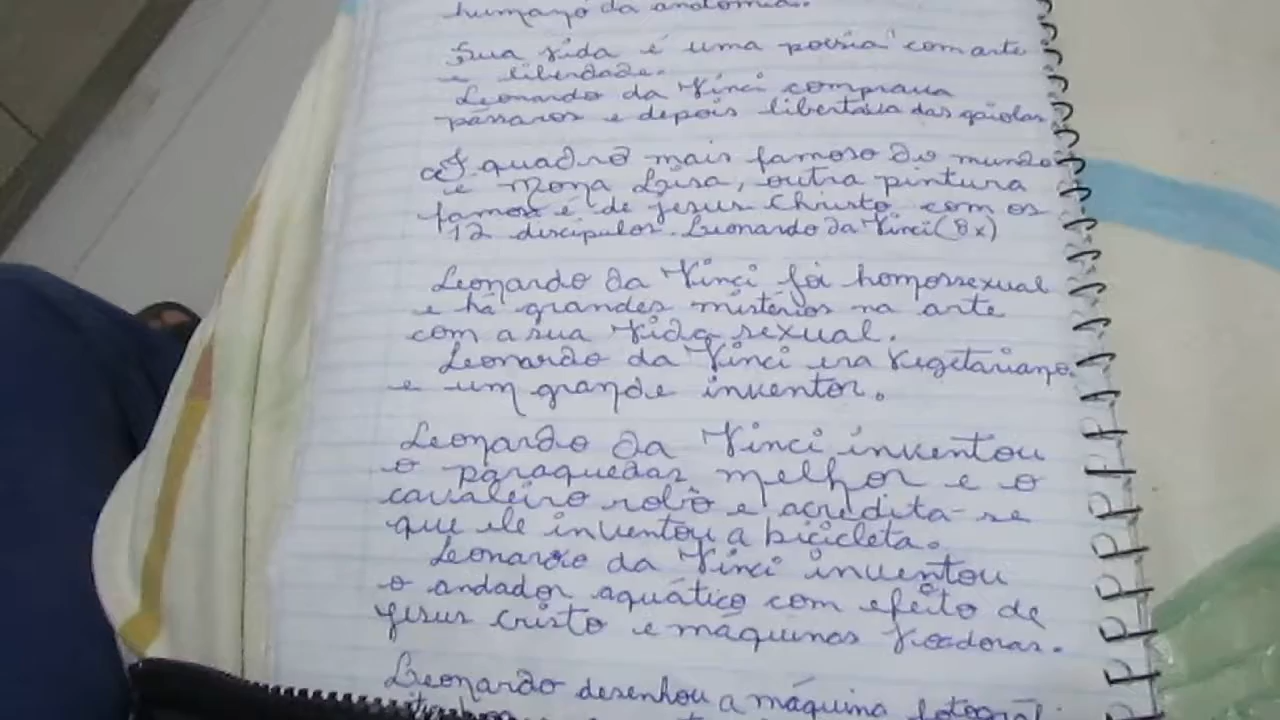 humano da anatomia.
Sua vida é uma poesia com arte
e liberdade.
Leonardo da Vinci comprava
pássaros e depois libertava das gaiolas
O quadro mais famoso do mundo
é Mona Lisa, outra pintura
famosa é de Jesus Christo com os
12 discípulos. Leonardo da Vinci (8x)
Leonardo da Vinci foi homossexual
e há grandes mistérios na arte
com a sua vida sexual.
Leonardo da Vinci era vegetariano
e um grande inventor.
Leonardo da Vinci inventou
o paraquedas melhor e o
cavaleiro robô e acredita-se
que ele inventou a bicicleta.
Leonardo da Vinci inventou
o andador aquático com efeito de
Jesus Cristo e máquinas voadoras.
Leonardo desenhou a máquina